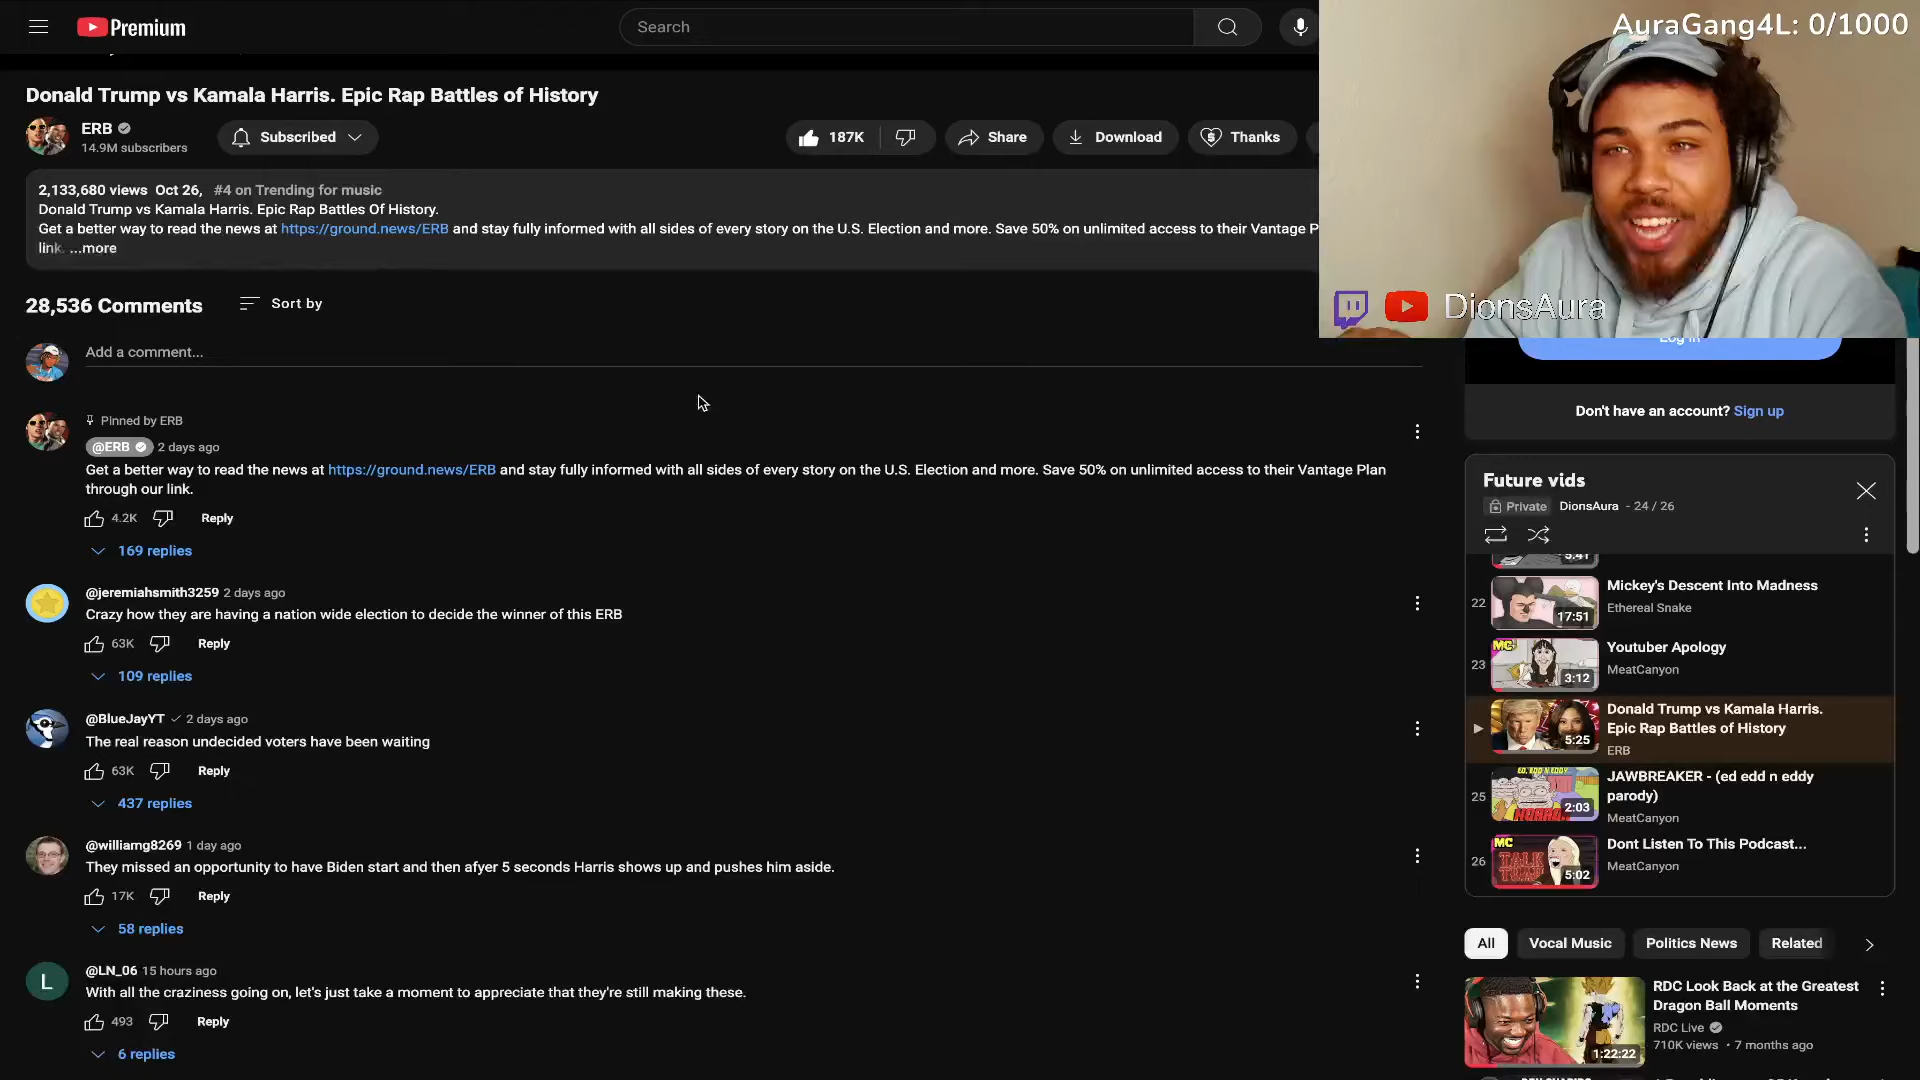 Premium
Search
AuraGang4L: 0/1000
Donald Trump vs Kamala Harris. Epic Rap Battles of History
ERB
14.9M subscribers
Subscribed
187K
Share
Download
Thanks
2,133,680 views Oct 26, #4 on Trending for music
Donald Trump vs Kamala Harris. Epic Rap Battles Of History.
Get a better way to read the news at https://ground.news/ERB and stay fully informed with all sides of every story on the U.S. Election and more. Save 50% on unlimited access to their Vantage P
link. ...more
DionsAura
28,536 Comments
Sort by
Add a comment...
Pinned by ERB
@ERB 2 days ago
Get a better way to read the news at https://ground.news/ERB and stay fully informed with all sides of every story on the U.S. Election and more. Save 50% on unlimited access to their Vantage Plan
through our link.
4.2K
Reply
169 replies
@jeremiahsmith3259 2 days ago
Crazy how they are having a nation wide election to decide the winner of this ERB
63K
Reply
109 replies
@BlueJayYT 2 days ago
The real reason undecided voters have been waiting
63K
Reply
437 replies
@williamg8269 1 day ago
They missed an opportunity to have Biden start and then afyer 5 seconds Harris shows up and pushes him aside.
17K
Reply
58 replies
L
@LN_06 15 hours ago
With all the craziness going on, let's just take a moment to appreciate that they're still making these.
493
Reply
6 replies
Log in
Don't have an account? Sign up
Future vids
Private DionsAura - 24 / 26
5:41
22
17:51
Mickey's Descent Into Madness
Ethereal Snake
23
MC
3:12
Youtuber Apology
MeatCanyon
5:25
Donald Trump vs Kamala Harris.
Epic Rap Battles of History
ERB
25
ED, EDD N EDDY
2:03
JAWBREAKER - (ed edd n eddy
parody)
MeatCanyon
26
MC
TALK
TUAH
5:02
Dont Listen To This Podcast...
MeatCanyon
All
Vocal Music
Politics News
Related
1:22:22
RDC Look Back at the Greatest
Dragon Ball Moments
RDC Live
710K views • 7 months ago